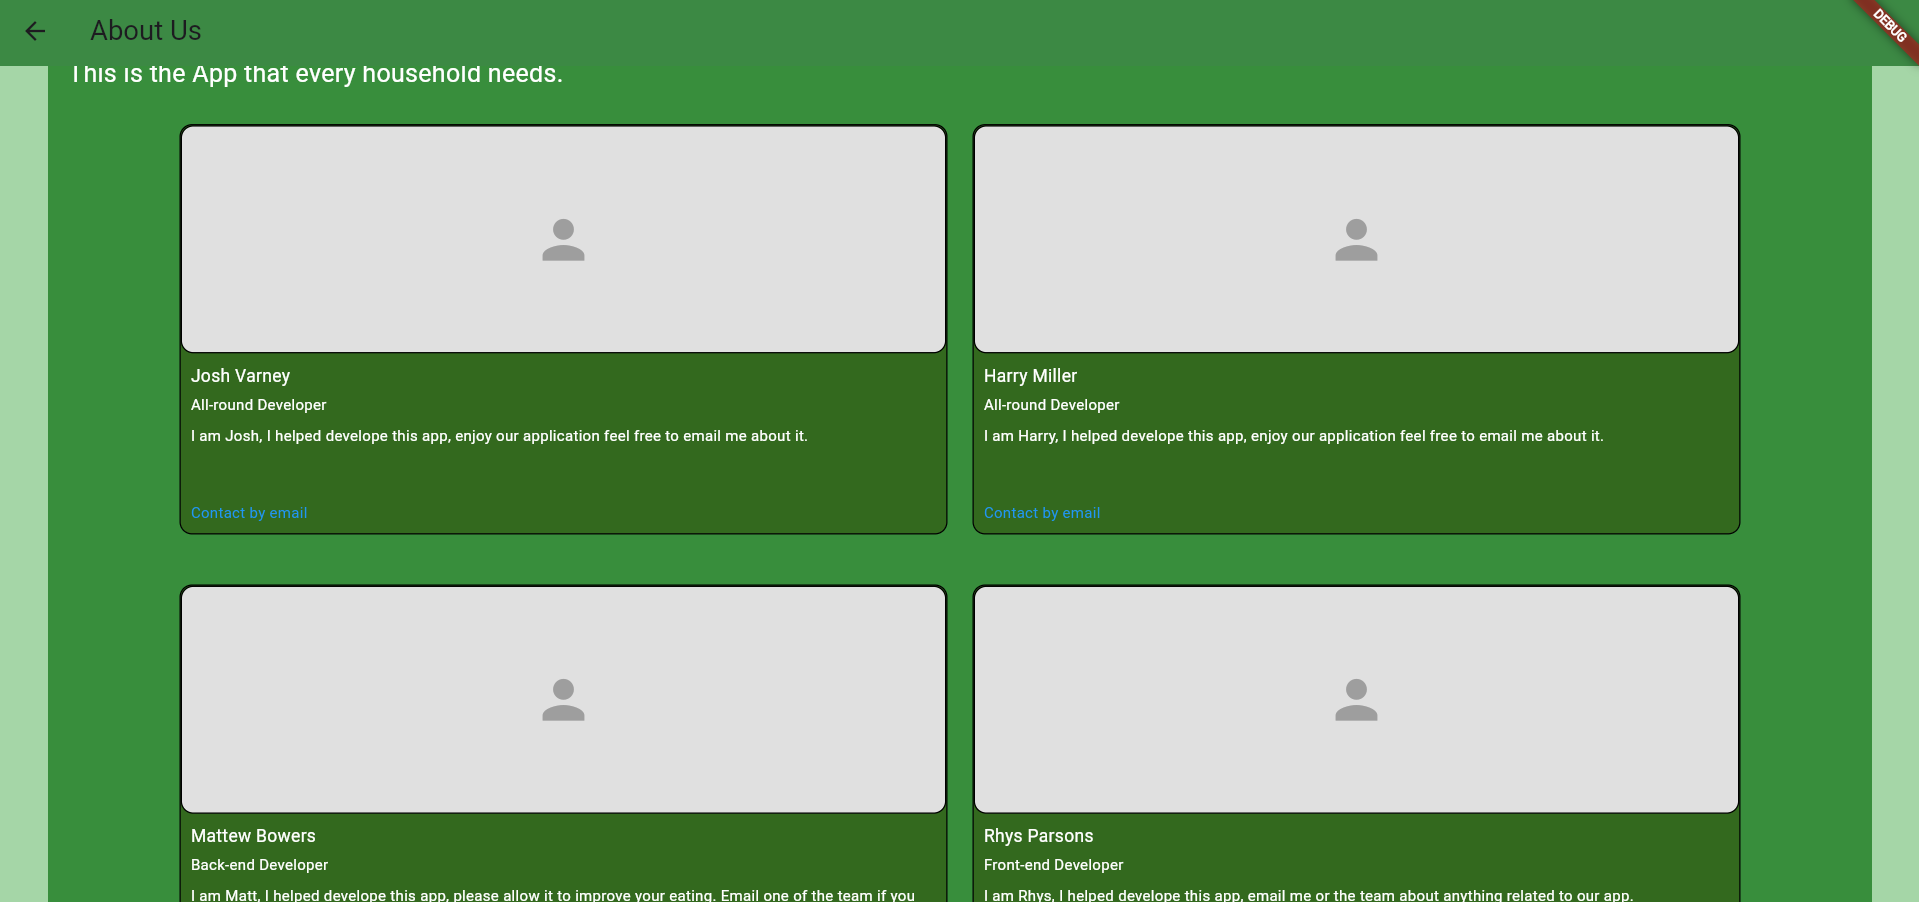 About Us
DEBUG
This is the App that every household needs.
Josh Varney
All-round Developer
I am Josh, I helped develope this app, enjoy our application feel free to email me about it.
Contact by email
Harry Miller
All-round Developer
I am Harry, I helped develope this app, enjoy our application feel free to email me about it.
Contact by email
Mattew Bowers
Back-end Developer
I am Matt, I helped develope this app, please allow it to improve your eating. Email one of the team if you
Rhys Parsons
Front-end Developer
I am Rhys, I helped develope this app, email me or the team about anything related to our app.